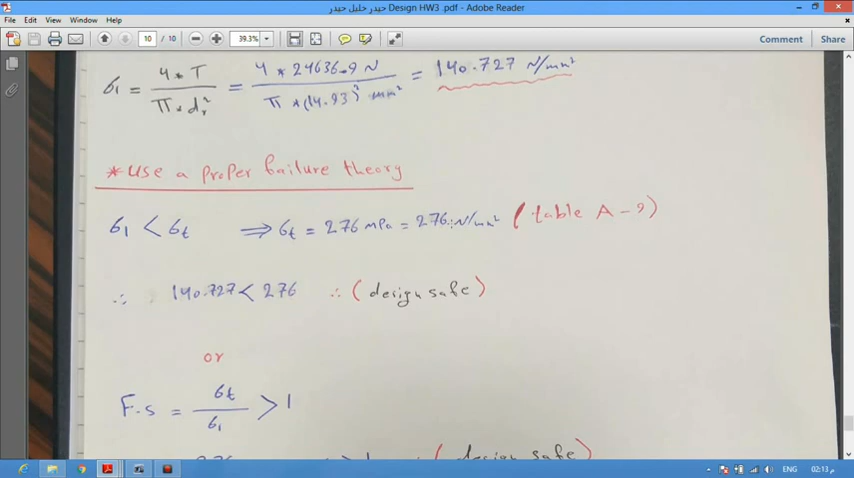 حيدر خليل حيدر Design HW3 .pdf - Adobe Reader
File Edit View Window Help
10 / 10 39.3% Comment Share
σ₁ = 4 * T / π * dᵣ² = 4 * 24636.9 N / π * (14.93)² mm² = 140.727 N/mm²
* Use a proper failure theory
σ₁ < σt ⇒ σt = 276 mPa = 276 N/mm² (table A-9)
∴ 140.727 < 276 ∴ (design safe)
or
F.s = σt / σ₁ > 1
(design safe)
ENG 02:13 م